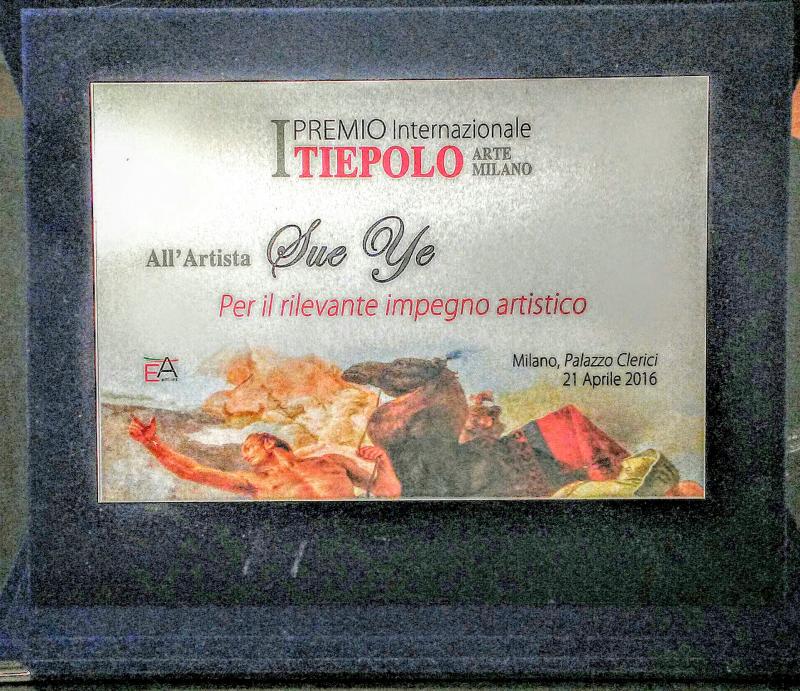 I PREMIO Internazionale
TIEPOLO ARTE MILANO
All'Artista Sue Ye
Per il rilevante impegno artistico
EA
Milano, Palazzo Clerici
21 Aprile 2016